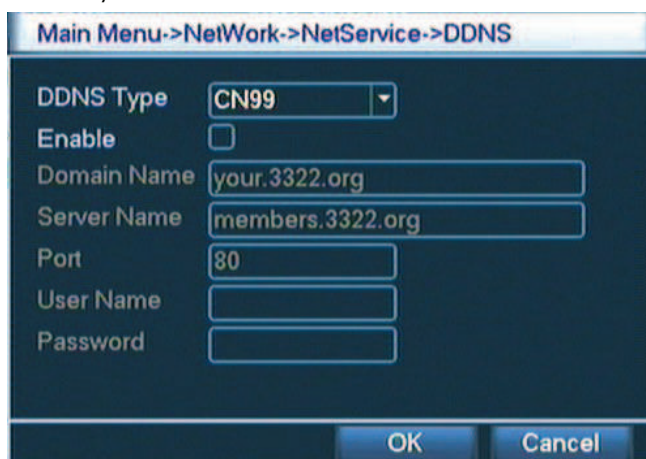 Main Menu->NetWork->NetService->DDNS
DDNS Type CN99
Enable
Domain Name your.3322.org
Server Name members.3322.org
Port 80
User Name
Password
OK Cancel